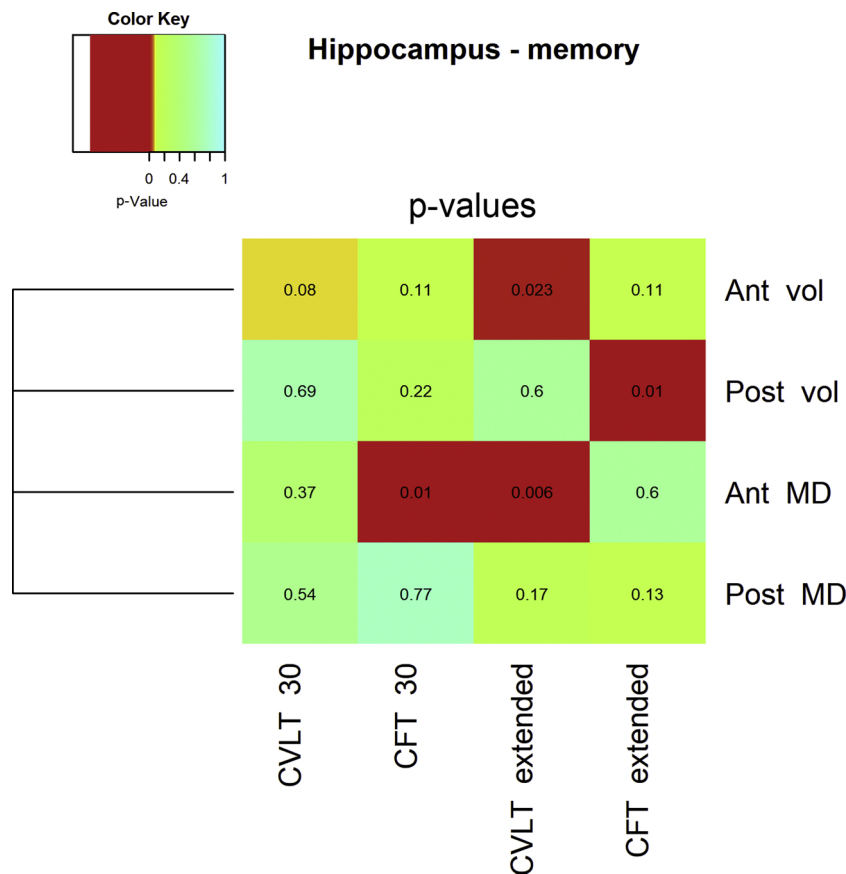 Color Key
Hippocampus - memory
0 0.4 1
p-Value
p-values
0.08 0.11 0.023 0.11 Ant vol
0.69 0.22 0.6 0.01 Post vol
0.37 0.01 0.006 0.6 Ant MD
0.54 0.77 0.17 0.13 Post MD
CVLT 30
CFT 30
CVLT extended
CFT extended